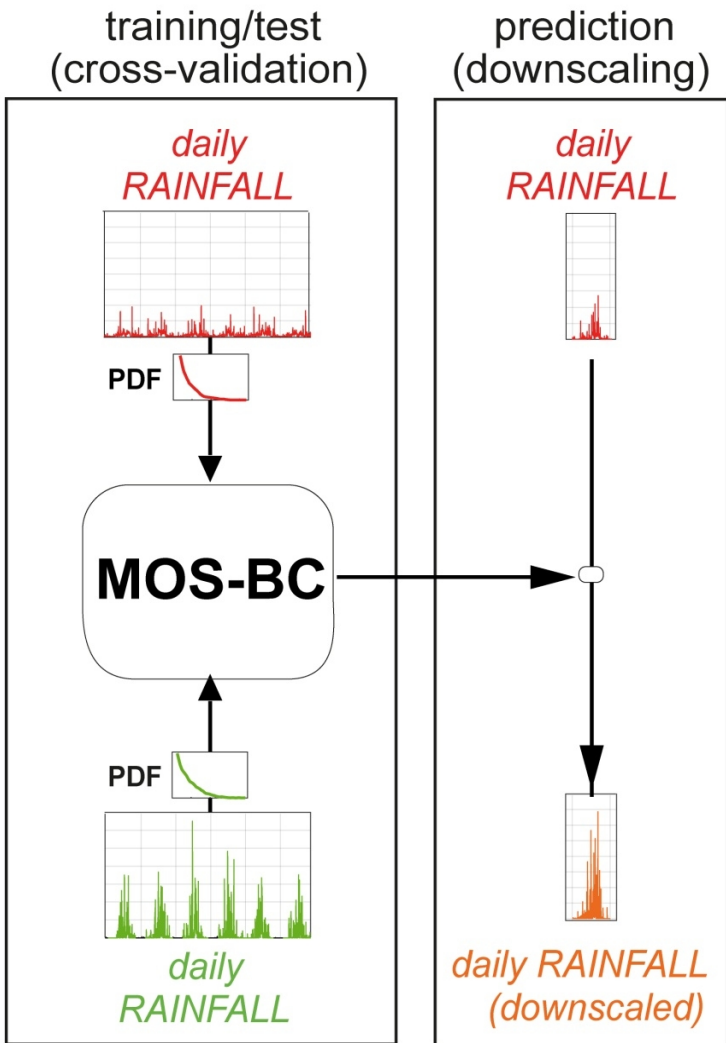 training/test
(cross-validation)
daily
RAINFALL
PDF
MOS-BC
PDF
daily
RAINFALL
prediction
(downscaling)
daily
RAINFALL
daily RAINFALL
(downscaled)